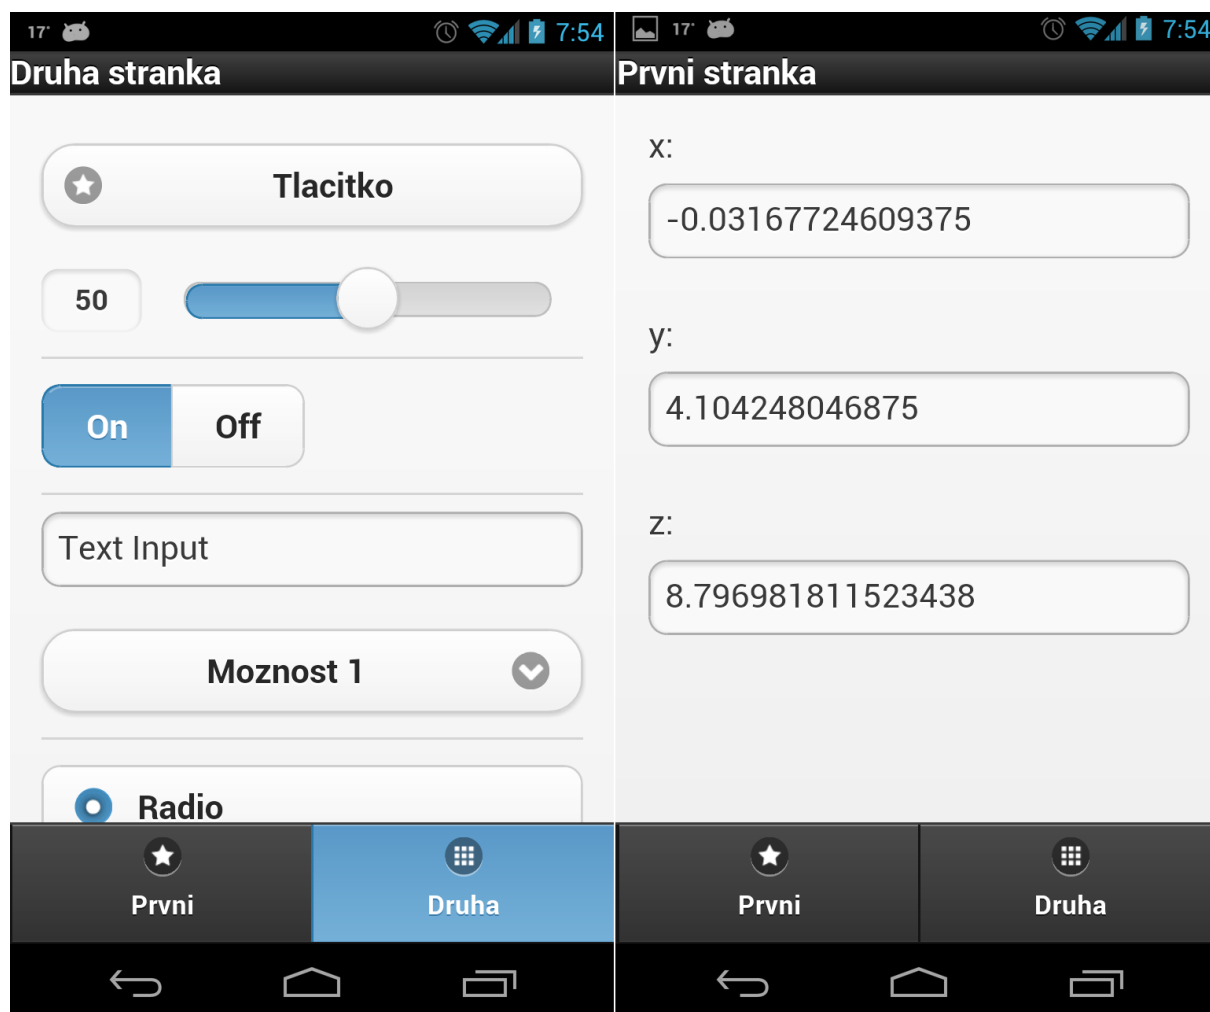 17°
7:54
Druha stranka
Tlacitko
50
On
Off
Text Input
Moznost 1
Radio
Prvni
Druha
17°
7:54
Prvni stranka
x:
-0.03167724609375
y:
4.104248046875
z:
8.796981811523438
Prvni
Druha